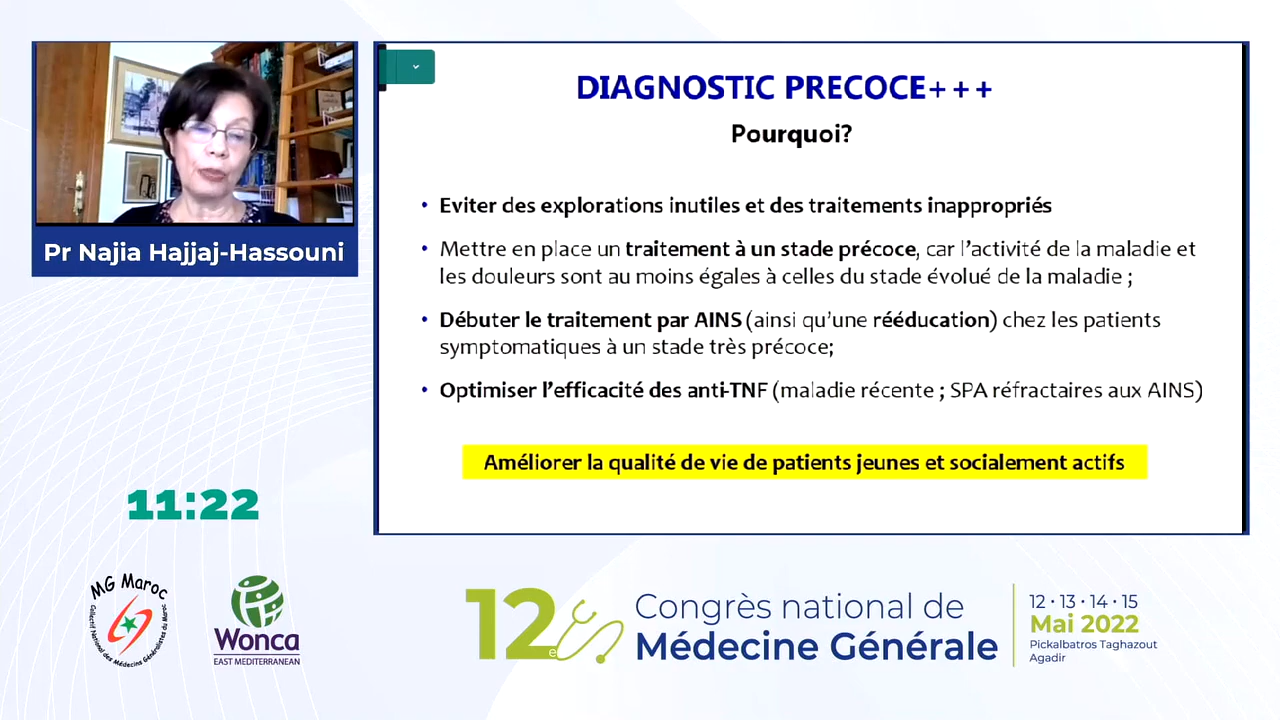 Pr Najia Hajjaj-Hassouni
DIAGNOSTIC PRECOCE+++
Pourquoi?
• Eviter des explorations inutiles et des traitements inappropriés
• Mettre en place un traitement à un stade précoce, car l'activité de la maladie et
les douleurs sont au moins égales à celles du stade évolué de la maladie ;
• Débuter le traitement par AINS (ainsi qu'une rééducation) chez les patients
symptomatiques à un stade très précoce;
• Optimiser l'efficacité des anti-TNF (maladie récente ; SPA réfractaires aux AINS)
Améliorer la qualité de vie de patients jeunes et socialement actifs
11:22
MG Maroc
Collectif National des Médecins Généralistes du Maroc
Wonca
EAST MEDITERRANEAN
12e
Congrès national de
Médecine Générale
12 · 13 · 14 · 15
Mai 2022
Pickalbatros Taghazout
Agadir